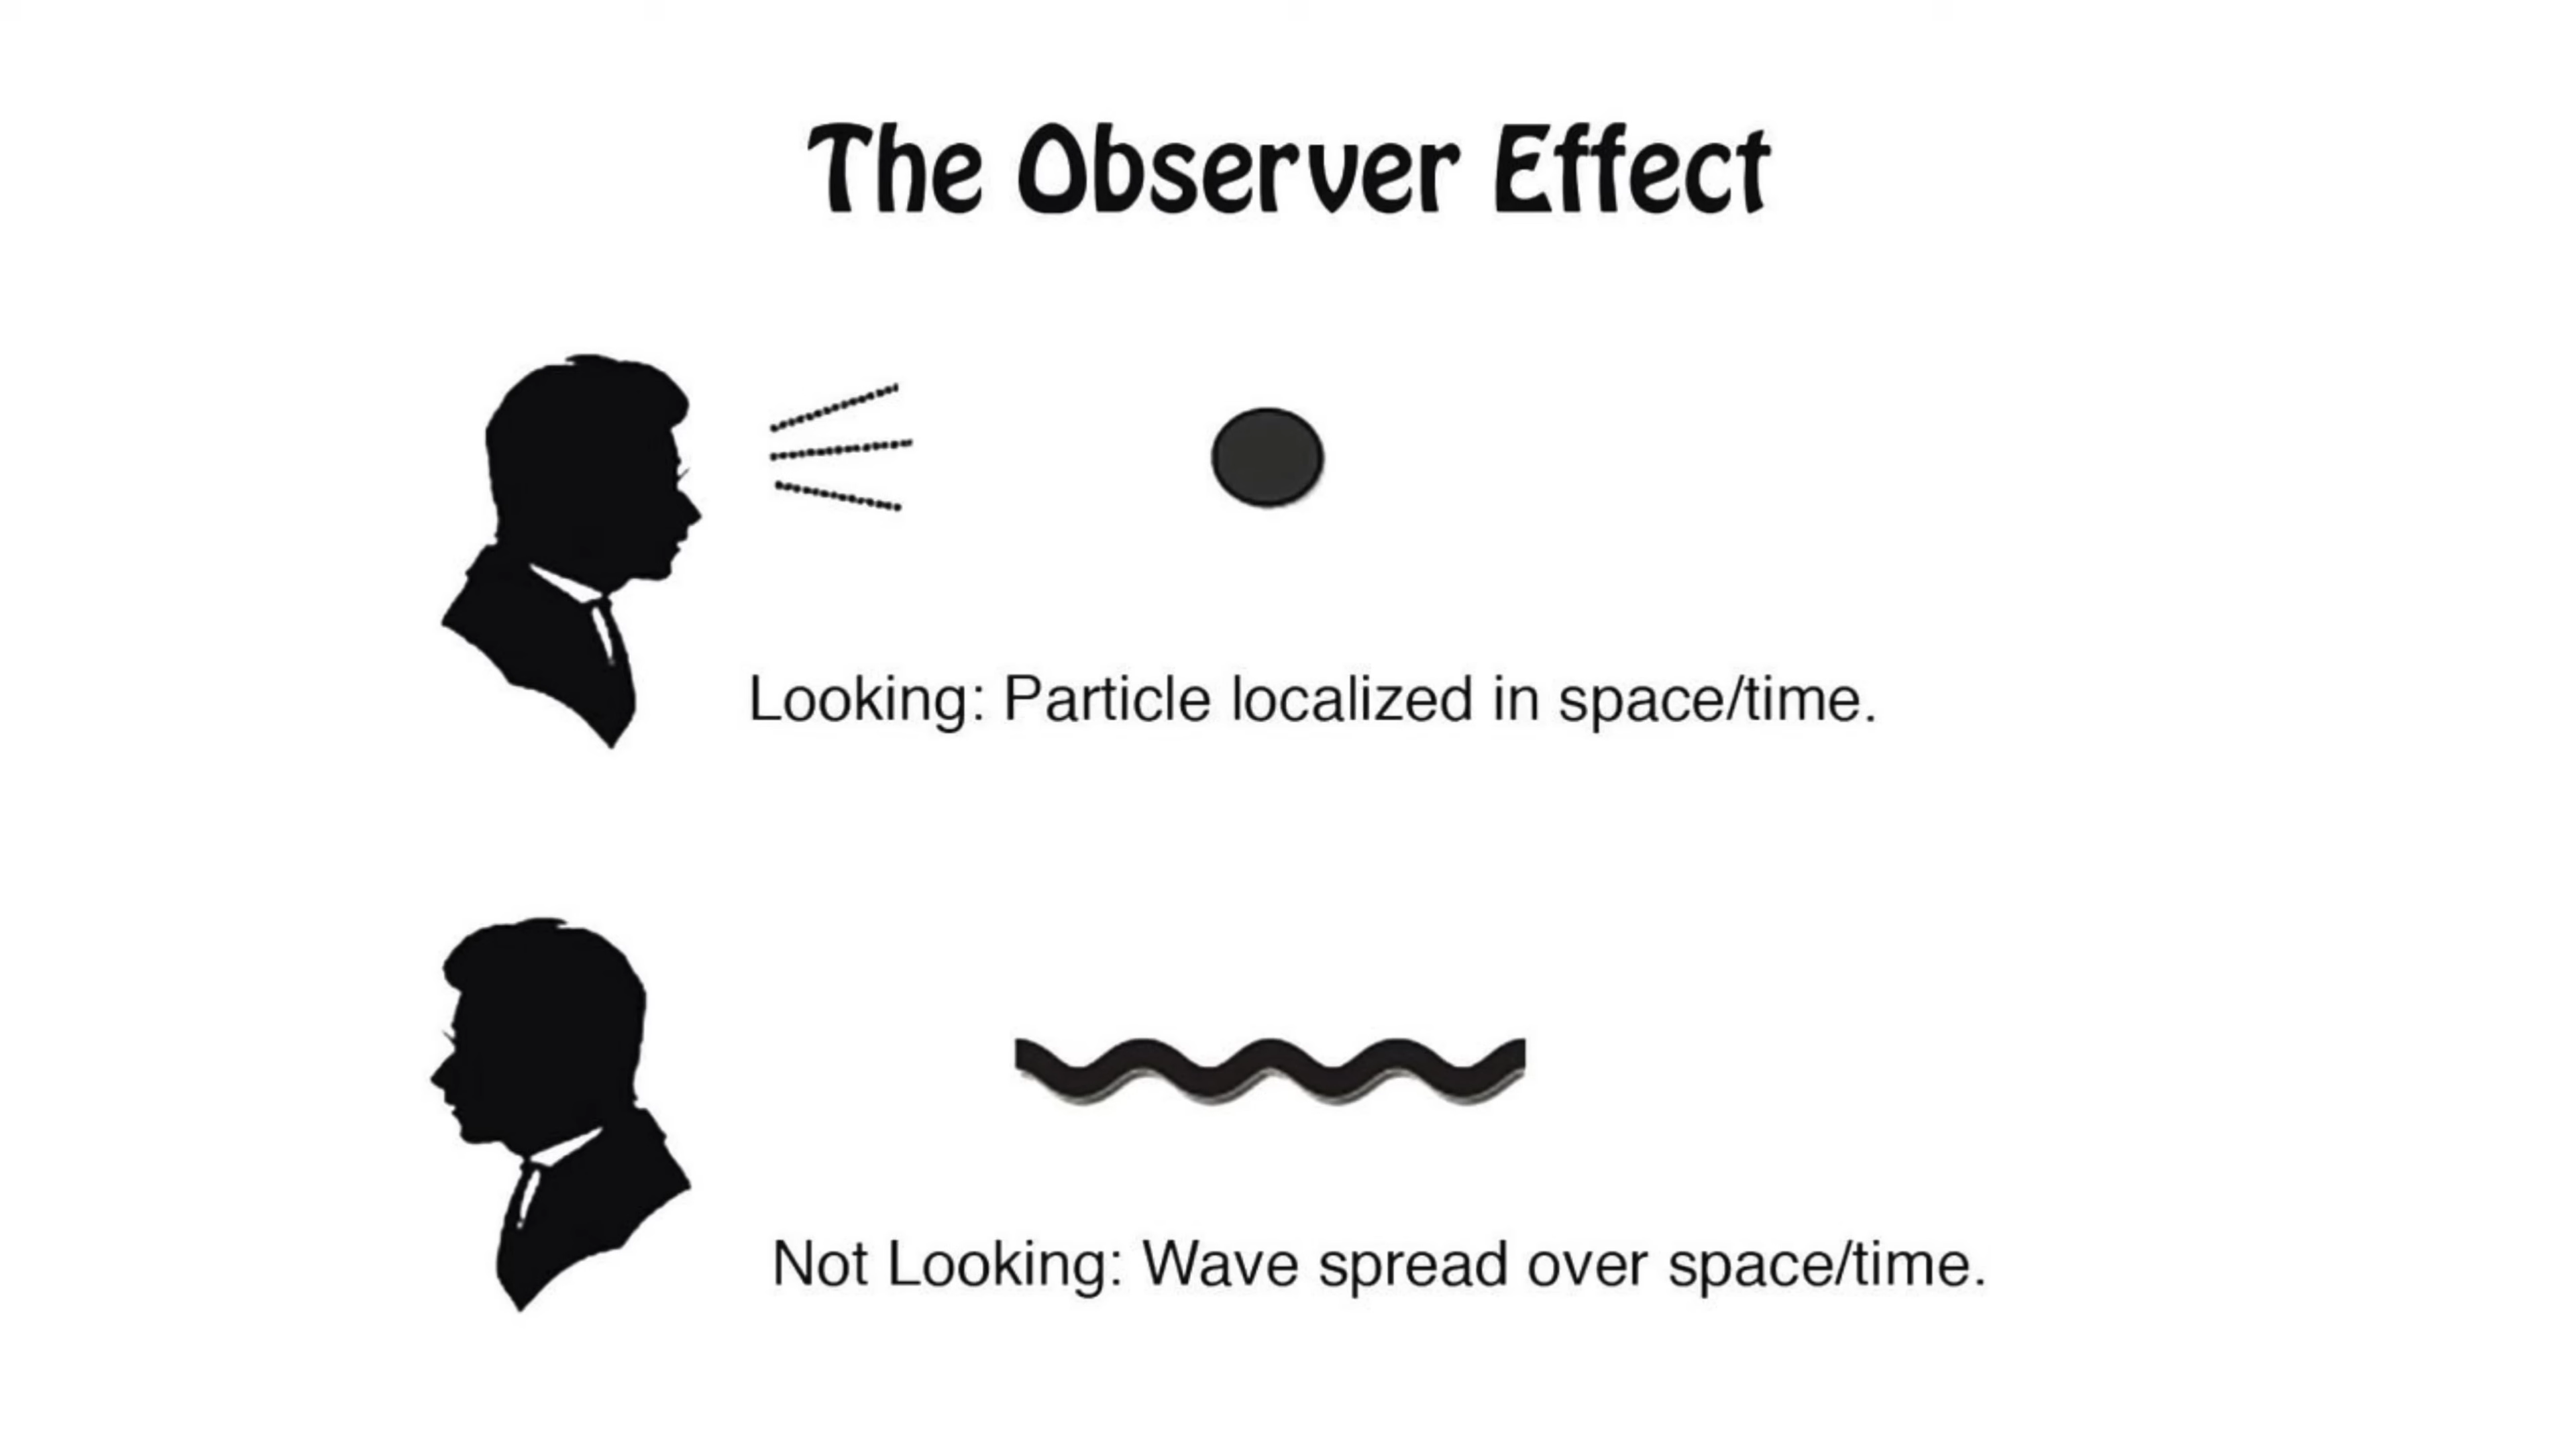 The Observer Effect
Looking: Particle localized in space/time.
Not Looking: Wave spread over space/time.